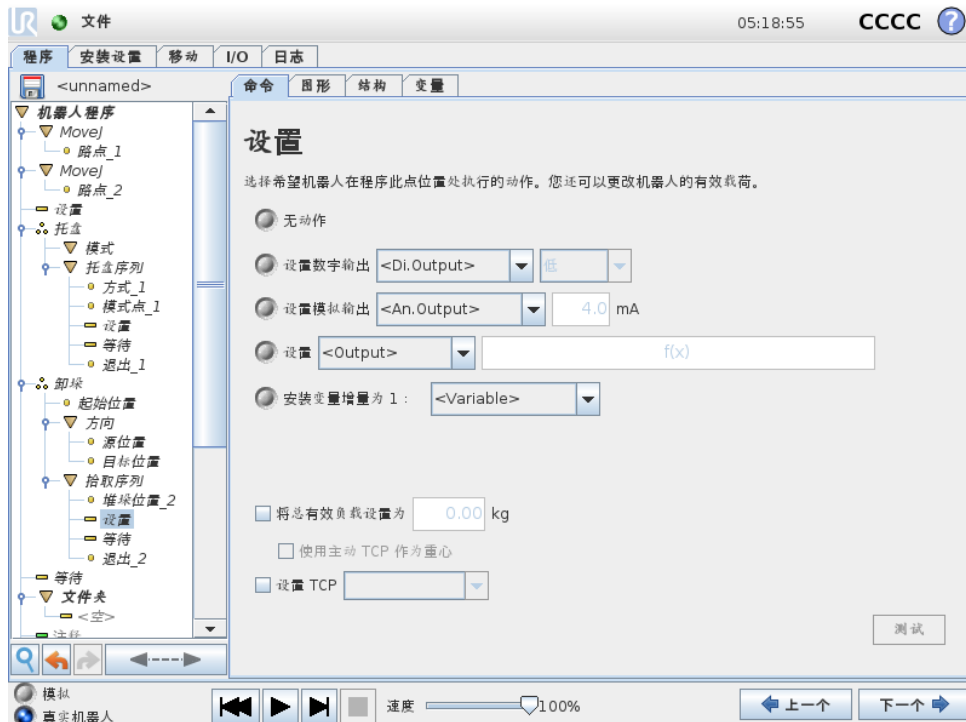 UR 文件 05:18:55 CCCC ?
程序 安装设置 移动 I/O 日志
<unnamed>
命令 图形 结构 变量
机器人程序
MoveJ
路点_1
MoveJ
路点_2
设置
托盘
模式
托盘序列
方式_1
模式点_1
设置
等待
退出_1
卸垛
起始位置
方向
源位置
目标位置
拾取序列
堆垛位置_2
设置
等待
退出_2
等待
文件夹
<空>
注释
设置
选择希望机器人在程序此点位置处执行的动作。您还可以更改机器人的有效载荷。
无动作
设置数字输出 <Di.Output> 低
设置模拟输出 <An.Output> 4.0 mA
设置 <Output> f(x)
安装变量增量为 1： <Variable>
将总有效负载设置为 0.00 kg
使用主动 TCP 作为重心
设置 TCP
测试
模拟
真实机器人
速度 100%
上一个 下一个